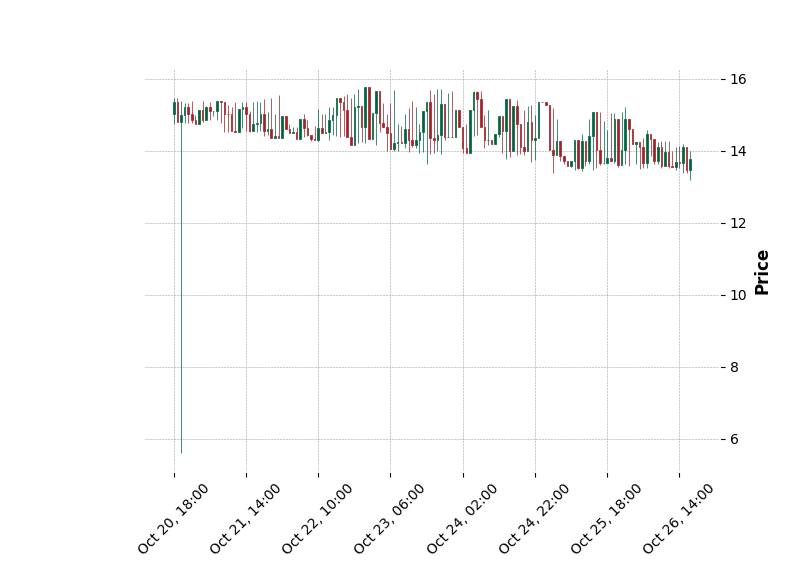 16
14
12
10
8
6
Price
Oct 20, 18:00
Oct 21, 14:00
Oct 22, 10:00
Oct 23, 06:00
Oct 24, 02:00
Oct 24, 22:00
Oct 25, 18:00
Oct 26, 14:00